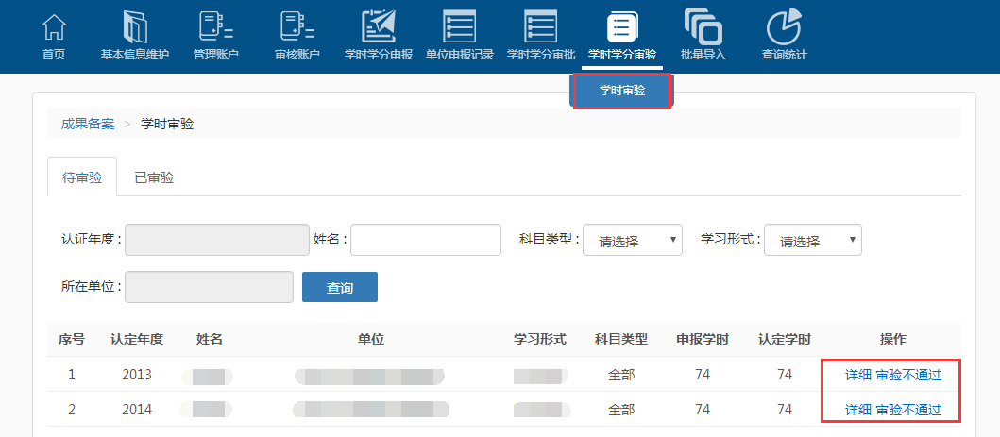 首页 基本信息维护 管理账户 审核账户 学时学分申报 单位申报记录 学时学分审批 学时学分审验 批量导入 查询统计
学时审验
成果备案 > 学时审验
待审验 已审验
认证年度 : 姓名 : 科目类型 : 请选择 学习形式 : 请选择
所在单位 : 查询
序号 认定年度 姓名 单位 学习形式 科目类型 申报学时 认定学时 操作
1 2013 全部 74 74 详细 审验不通过
2 2014 全部 74 74 详细 审验不通过